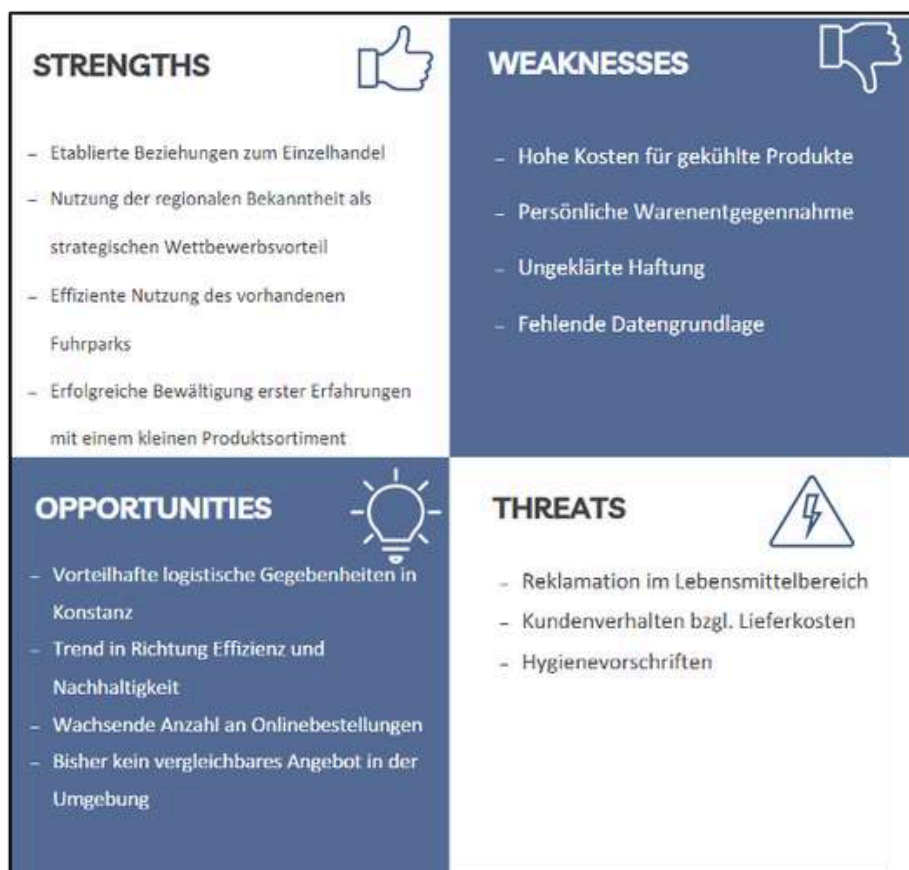 STRENGTHS
– Etablierte Beziehungen zum Einzelhandel
– Nutzung der regionalen Bekanntheit als
strategischen Wettbewerbsvorteil
– Effiziente Nutzung des vorhandenen
Fuhrparks
– Erfolgreiche Bewältigung erster Erfahrungen
mit einem kleinen Produktsortiment
WEAKNESSES
– Hohe Kosten für gekühlte Produkte
– Persönliche Warenentgegennahme
– Ungeklärte Haftung
– Fehlende Datengrundlage
OPPORTUNITIES
– Vorteilhafte logistische Gegebenheiten in
Konstanz
– Trend in Richtung Effizienz und
Nachhaltigkeit
– Wachsende Anzahl an Onlinebestellungen
– Bisher kein vergleichbares Angebot in der
Umgebung
THREATS
– Reklamation im Lebensmittelbereich
– Kundenverhalten bzgl. Lieferkosten
– Hygienevorschriften